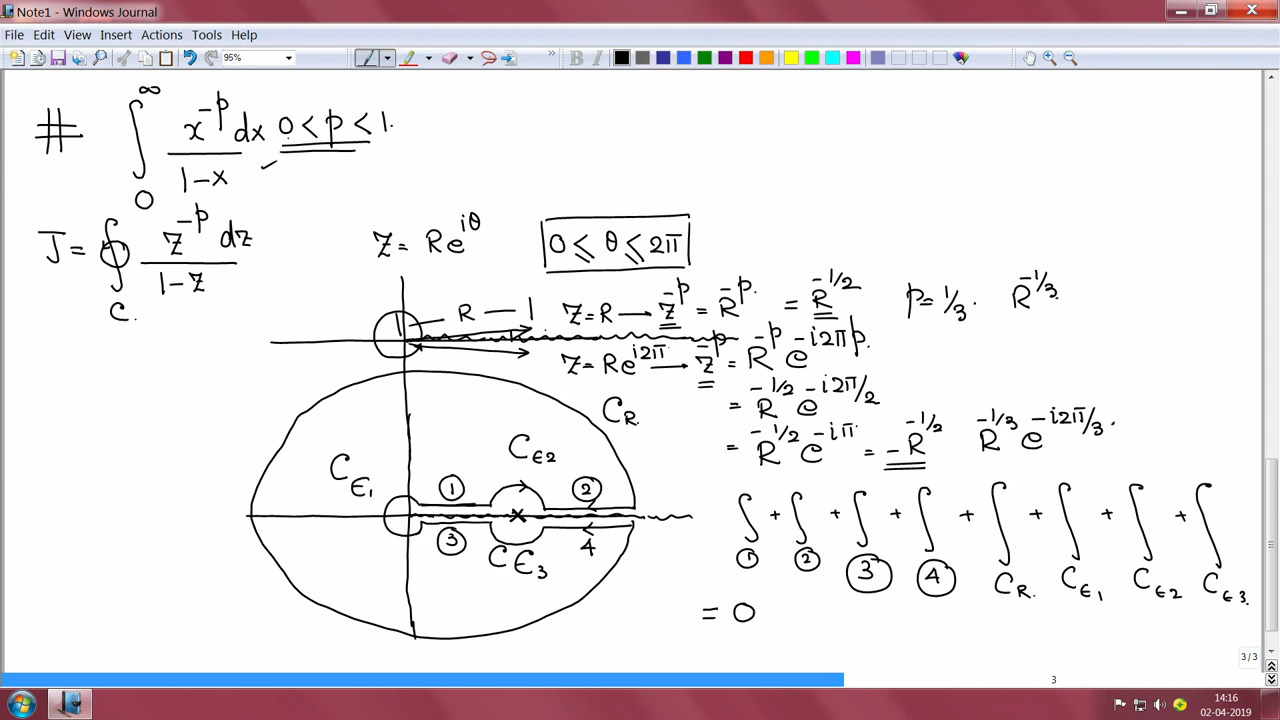 Note1 - Windows Journal
File Edit View Insert Actions Tools Help
95%
B I
# ∫₀^∞ x^{-p} dx / (1-x) 0 < p < 1.
J = ∮_C. z^{-p} dz / (1-z)
z = Re^{iθ} 0 ≤ θ ≤ 2π
R 1 z = R → z^{-p} = R^{-p}. = R^{-1/2} p = 1/3. R^{-1/3}.
z = Re^{i2π} → z^{-p} = R^{-p} e^{-i2πp}.
= R^{-1/2} e^{-i2π/2}
= R^{-1/2} e^{-iπ} = -R^{-1/2} R^{-1/3} e^{-i2π/3}.
C_R.
C_{ϵ2}
C_{ϵ1}
① ②
③ 4
C_{ϵ3}
∫_① + ∫_② + ∫_③ + ∫_④ + ∫_{C_R.} + ∫_{C_{ϵ1}} + ∫_{C_{ϵ2}} + ∫_{C_{ϵ3}.}
= 0
3/3
3
14:16
02-04-2019